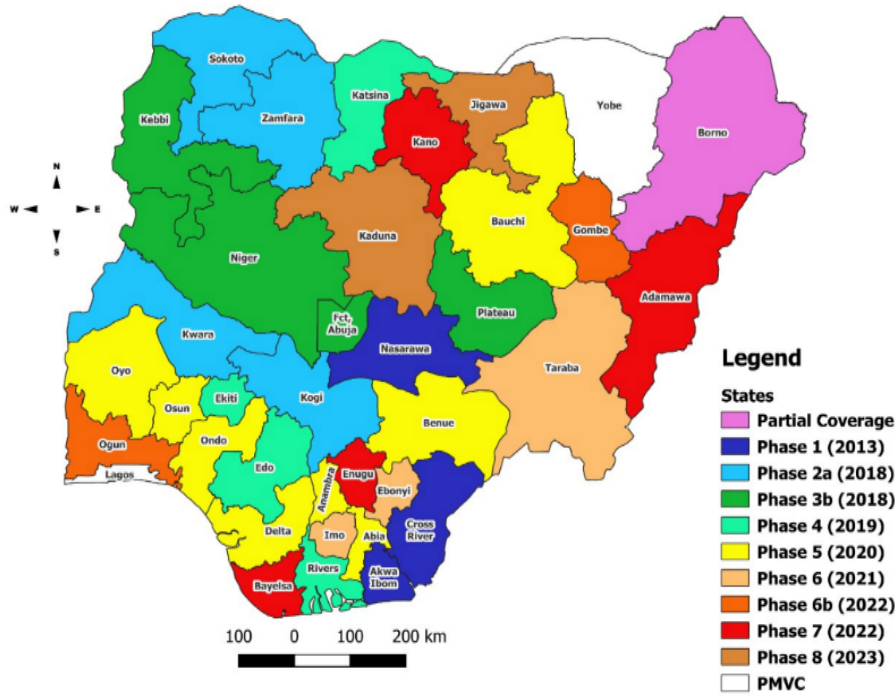 Sokoto
Katsina
Kebbi
Zamfara
Jigawa
Yobe
Borno
Kano
N
W E
S
Bauchi
Gombe
Kaduna
Niger
Adamawa
Fct,
Abuja
Plateau
Kwara
Nasarawa
Taraba
Oyo
Ekiti
Kogi
Osun
Benue
Ogun
Ondo
Edo
Lagos
Anambra
Enugu
Ebonyi
Cross
River
Delta
Imo
Abia
Rivers
Akwa
Ibom
Bayelsa
100 0 100 200 km
Legend
States
Partial Coverage
Phase 1 (2013)
Phase 2a (2018)
Phase 3b (2018)
Phase 4 (2019)
Phase 5 (2020)
Phase 6 (2021)
Phase 6b (2022)
Phase 7 (2022)
Phase 8 (2023)
PMVC